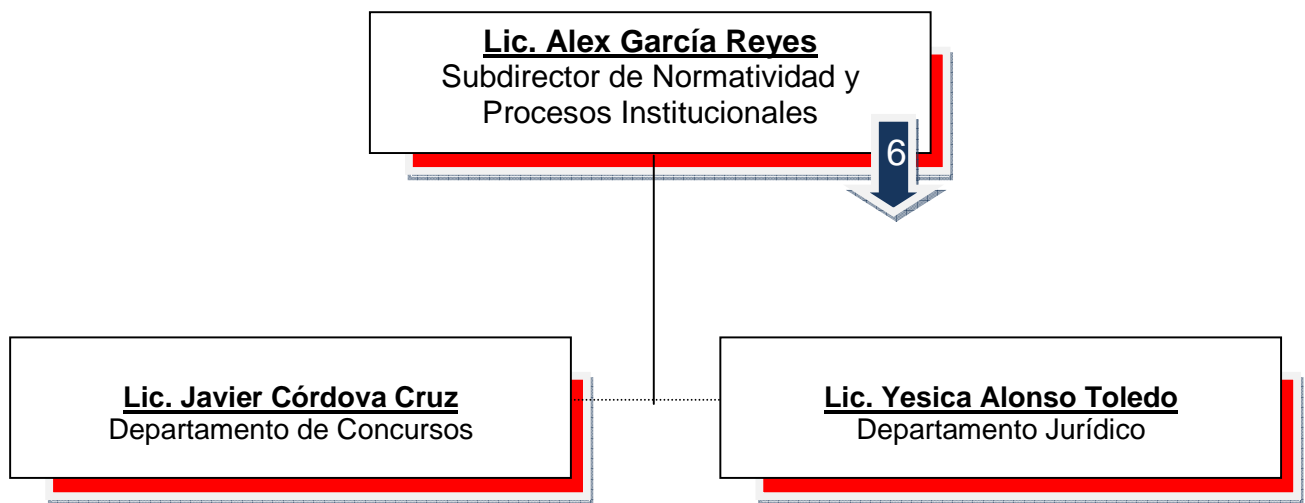 Lic. Alex García Reyes
Subdirector de Normatividad y
Procesos Institucionales
6
Lic. Javier Córdova Cruz
Departamento de Concursos
Lic. Yesica Alonso Toledo
Departamento Jurídico